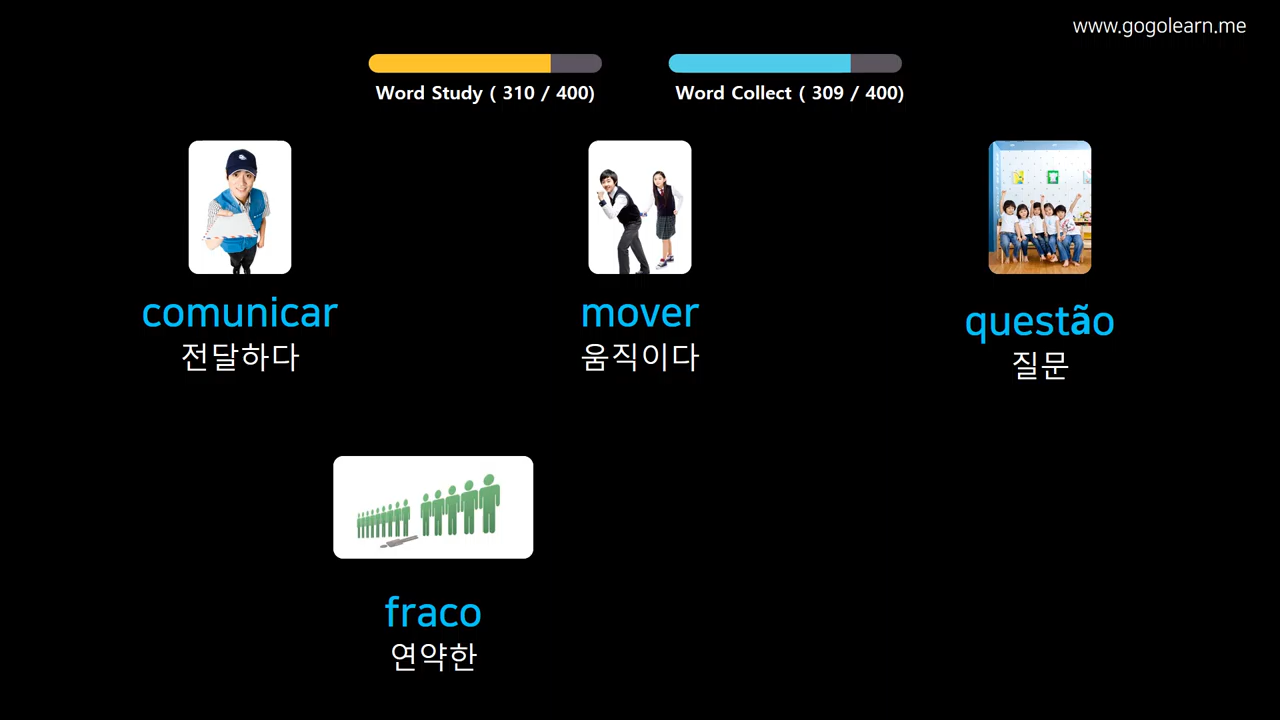 www.gogolearn.me
Word Study ( 310 / 400)
Word Collect ( 309 / 400)
comunicar
전달하다
mover
움직이다
questão
질문
fraco
연약한